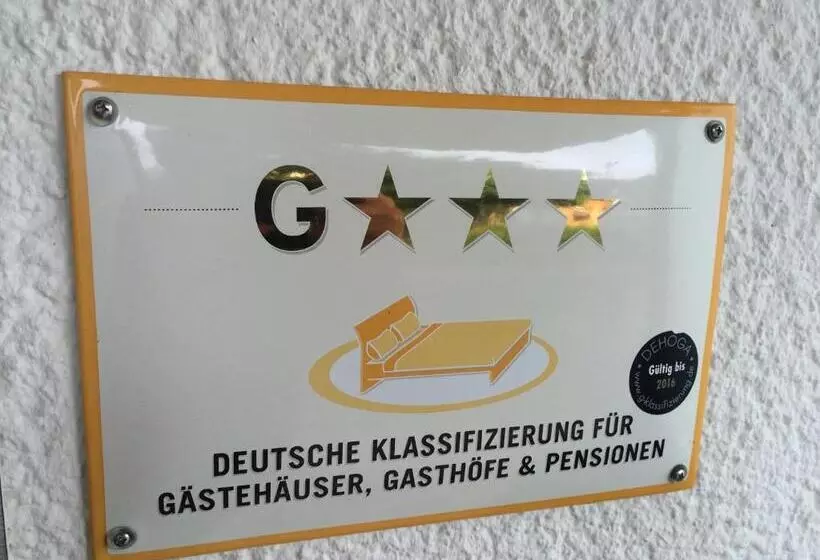 G★★★
DEHOGA
Gültig bis
2016
www.g-klassifizierung.de
DEUTSCHE KLASSIFIZIERUNG FÜR
GÄSTEHÄUSER, GASTHÖFE & PENSIONEN